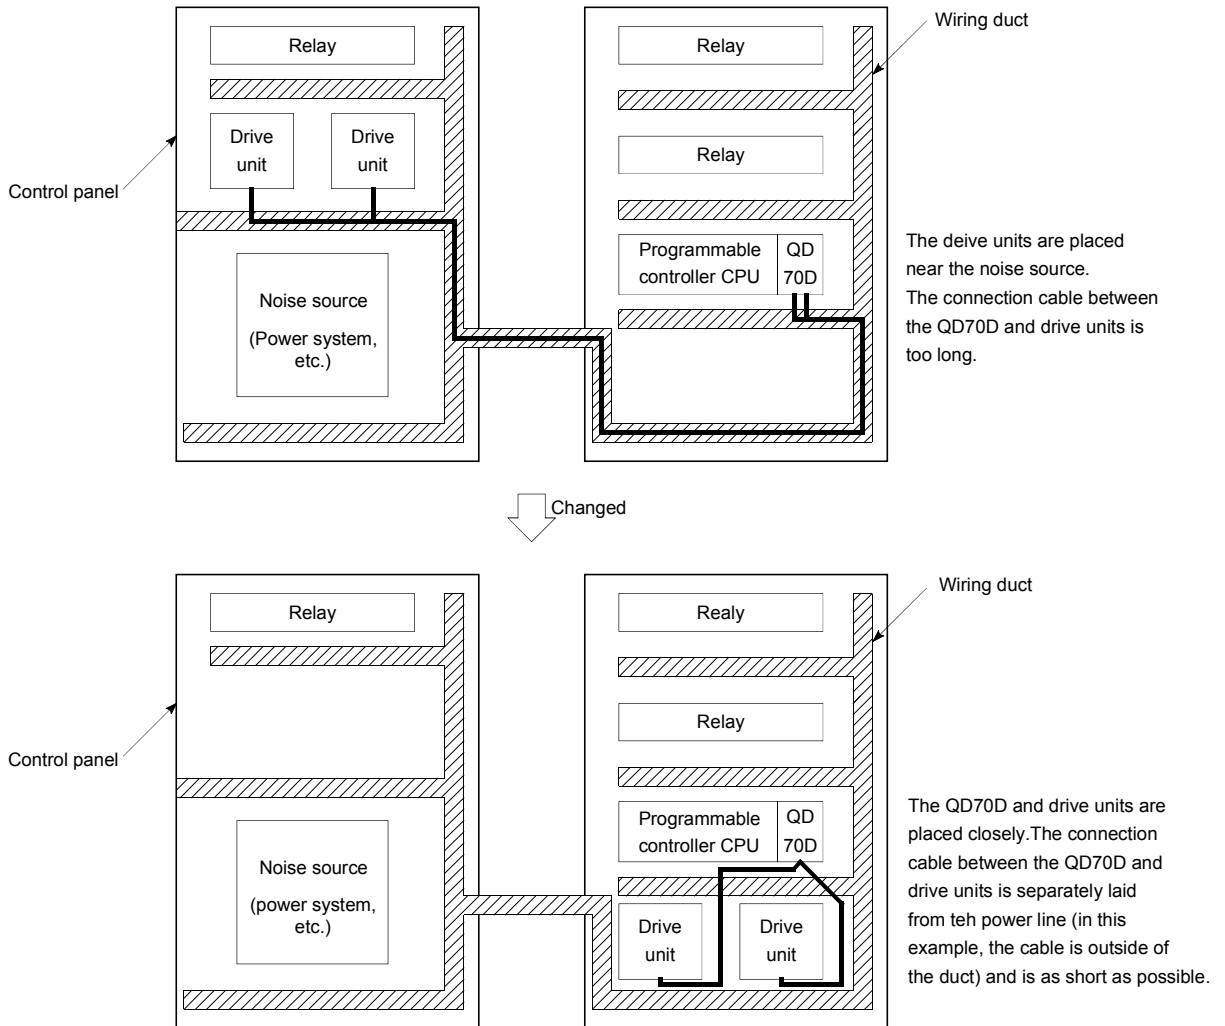 Relay
Relay
Wiring duct
Drive
unit
Drive
unit
Relay
Control panel
Programmable
controller CPU
QD
70D
Noise source
(Power system,
etc.)
The deive units are placed
near the noise source.
The connection cable between
the QD70D and drive units is
too long.
Changed
Relay
Realy
Wiring duct
Relay
Control panel
Programmable
controller CPU
QD
70D
Noise source
(power system,
etc.)
Drive
unit
Drive
unit
The QD70D and drive units are
placed closely.The connection
cable between the QD70D and
drive units is separately laid
from teh power line (in this
example, the cable is outside of
the duct) and is as short as possible.